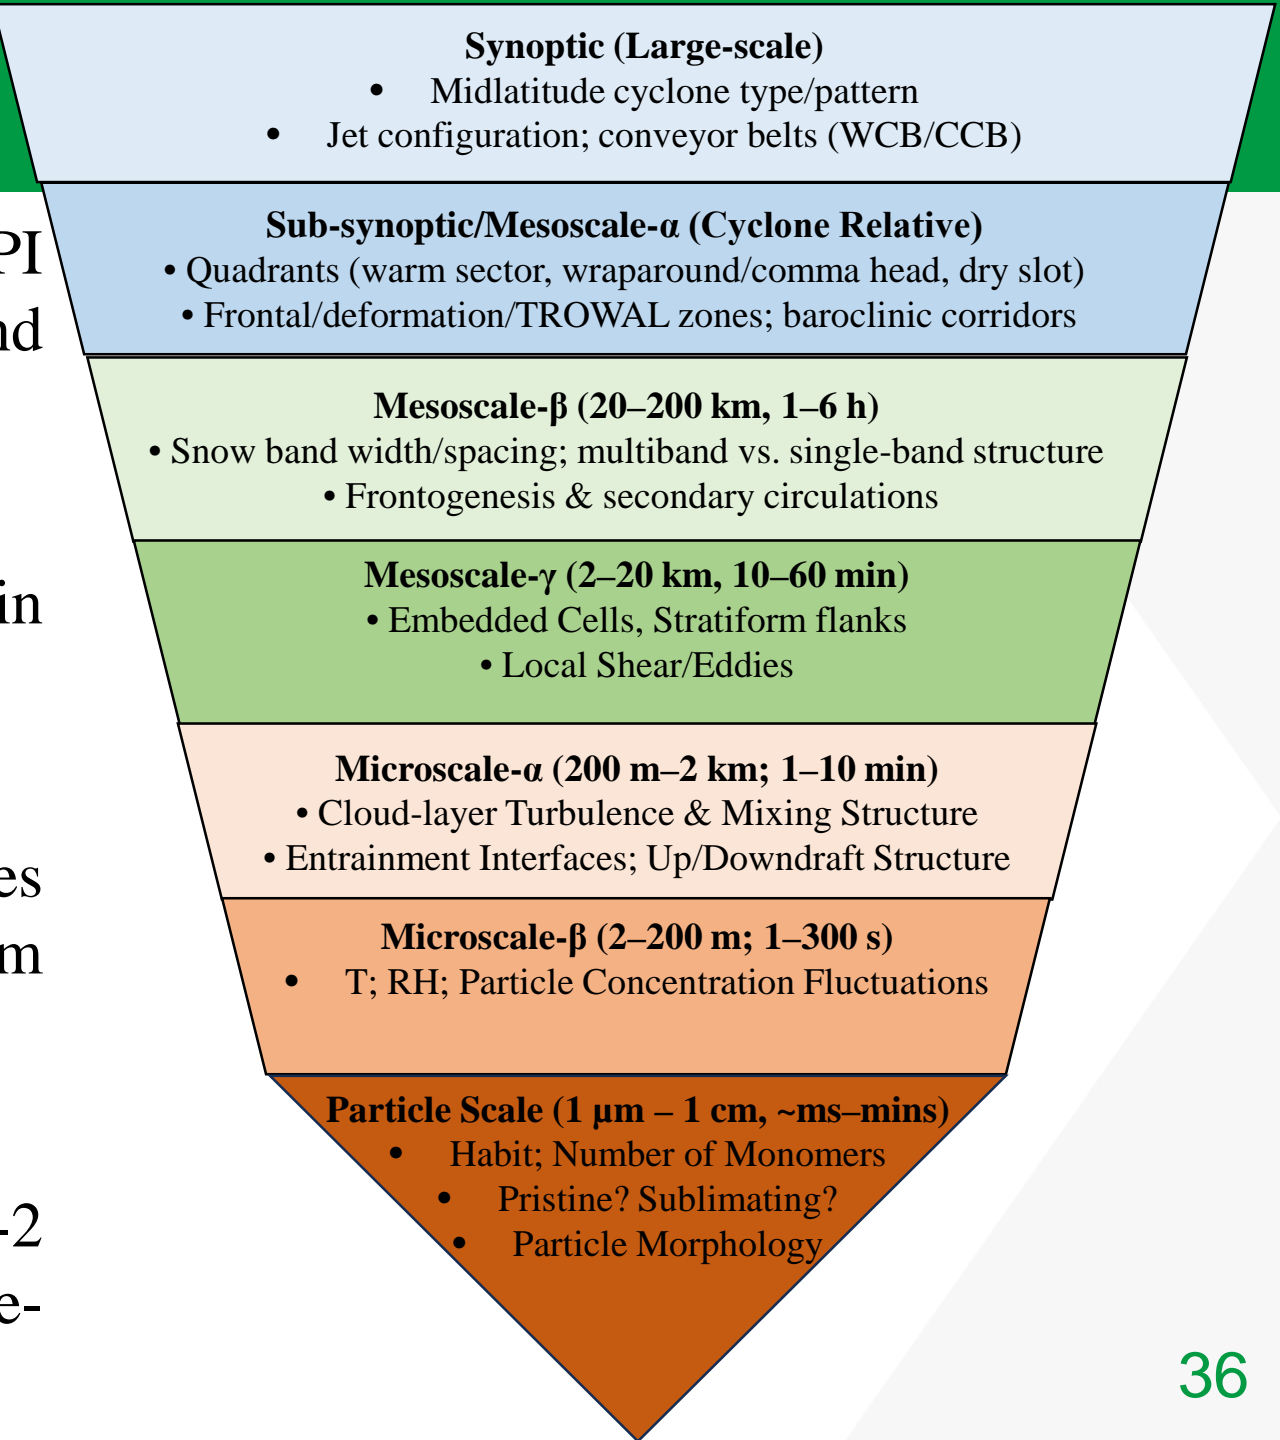 Synoptic (Large-scale)
• Midlatitude cyclone type/pattern
• Jet configuration; conveyor belts (WCB/CCB)
Sub-synoptic/Mesoscale-α (Cyclone Relative)
• Quadrants (warm sector, wraparound/comma head, dry slot)
• Frontal/deformation/TROWAL zones; baroclinic corridors
Mesoscale-β (20–200 km, 1–6 h)
• Snow band width/spacing; multiband vs. single-band structure
• Frontogenesis & secondary circulations
Mesoscale-γ (2–20 km, 10–60 min)
• Embedded Cells, Stratiform flanks
• Local Shear/Eddies
Microscale-α (200 m–2 km; 1–10 min)
• Cloud-layer Turbulence & Mixing Structure
• Entrainment Interfaces; Up/Downdraft Structure
Microscale-β (2–200 m; 1–300 s)
• T; RH; Particle Concentration Fluctuations
Particle Scale (1 µm – 1 cm, ~ms–mins)
• Habit; Number of Monomers
• Pristine? Sublimating?
• Particle Morphology
PI
nd
in
es
m
-2
e-
36